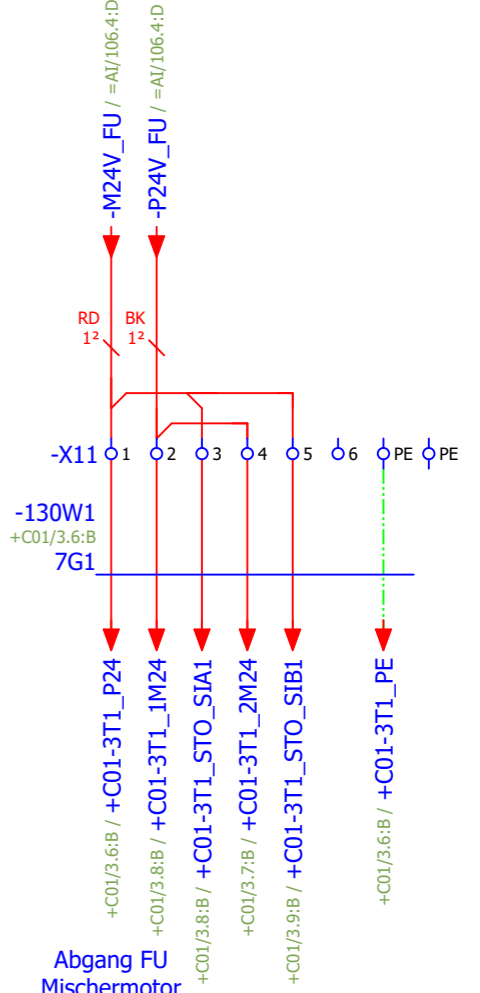 -M24V_FU / =AI/106.4:D
-P24V_FU / =AI/106.4:D
RD
1²
BK
1²
-X11
1
2
3
4
5
6
PE
PE
-130W1
+C01/3.6:B
7G1
+C01/3.6:B / +C01-3T1_P24
+C01/3.8:B / +C01-3T1_1M24
+C01/3.8:B / +C01-3T1_STO_SIA1
+C01/3.7:B / +C01-3T1_2M24
+C01/3.9:B / +C01-3T1_STO_SIB1
+C01/3.6:B / +C01-3T1_PE
Abgang FU
Mischermotor